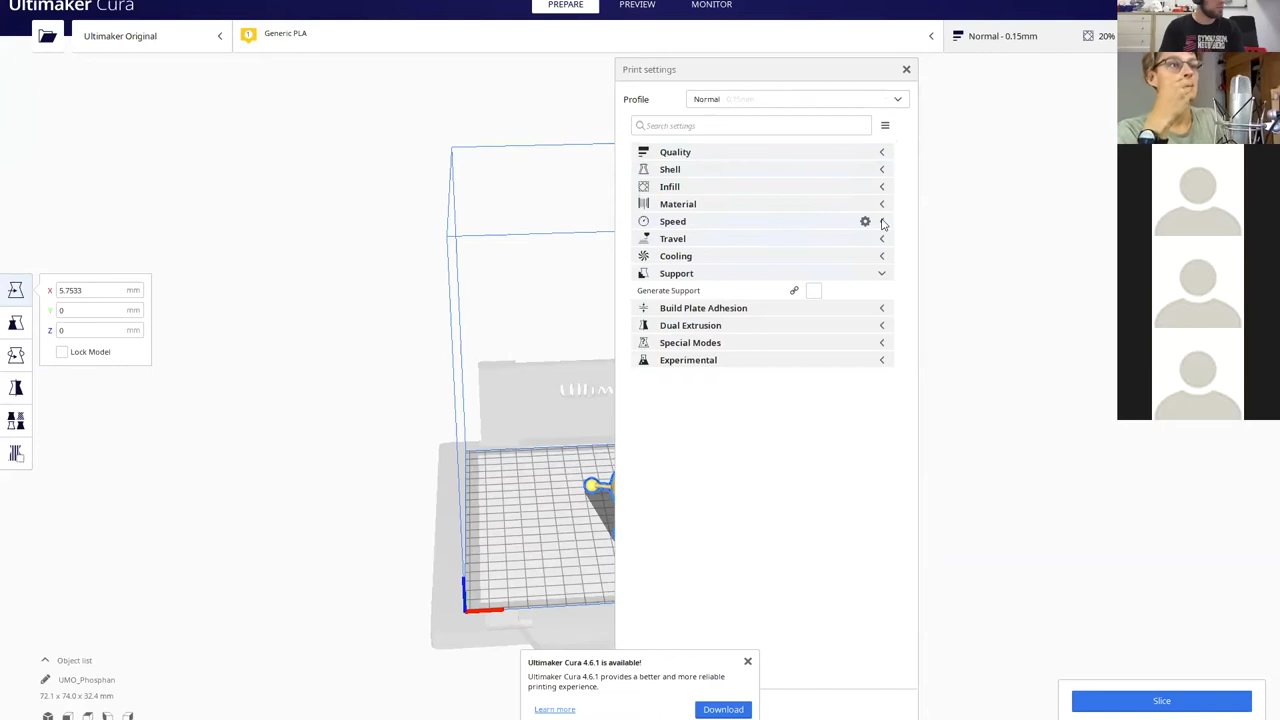 Ultimaker Cura
PREPARE
PREVIEW
MONITOR
Ultimaker Original
1
Generic PLA
Normal - 0.15mm
20%
Print settings
Profile
Normal 0.15mm
Search settings
Quality
Shell
Infill
Material
Speed
Travel
Cooling
Support
Generate Support
Build Plate Adhesion
Dual Extrusion
Special Modes
Experimental
X 5.7533 mm
Y 0 mm
Z 0 mm
Lock Model
Object list
UMO_Phosphan
72.1 x 74.0 x 32.4 mm
Ultimaker Cura 4.6.1 is available!
Ultimaker Cura 4.6.1 provides a better and more reliable
printing experience.
Learn more
Download
Slice